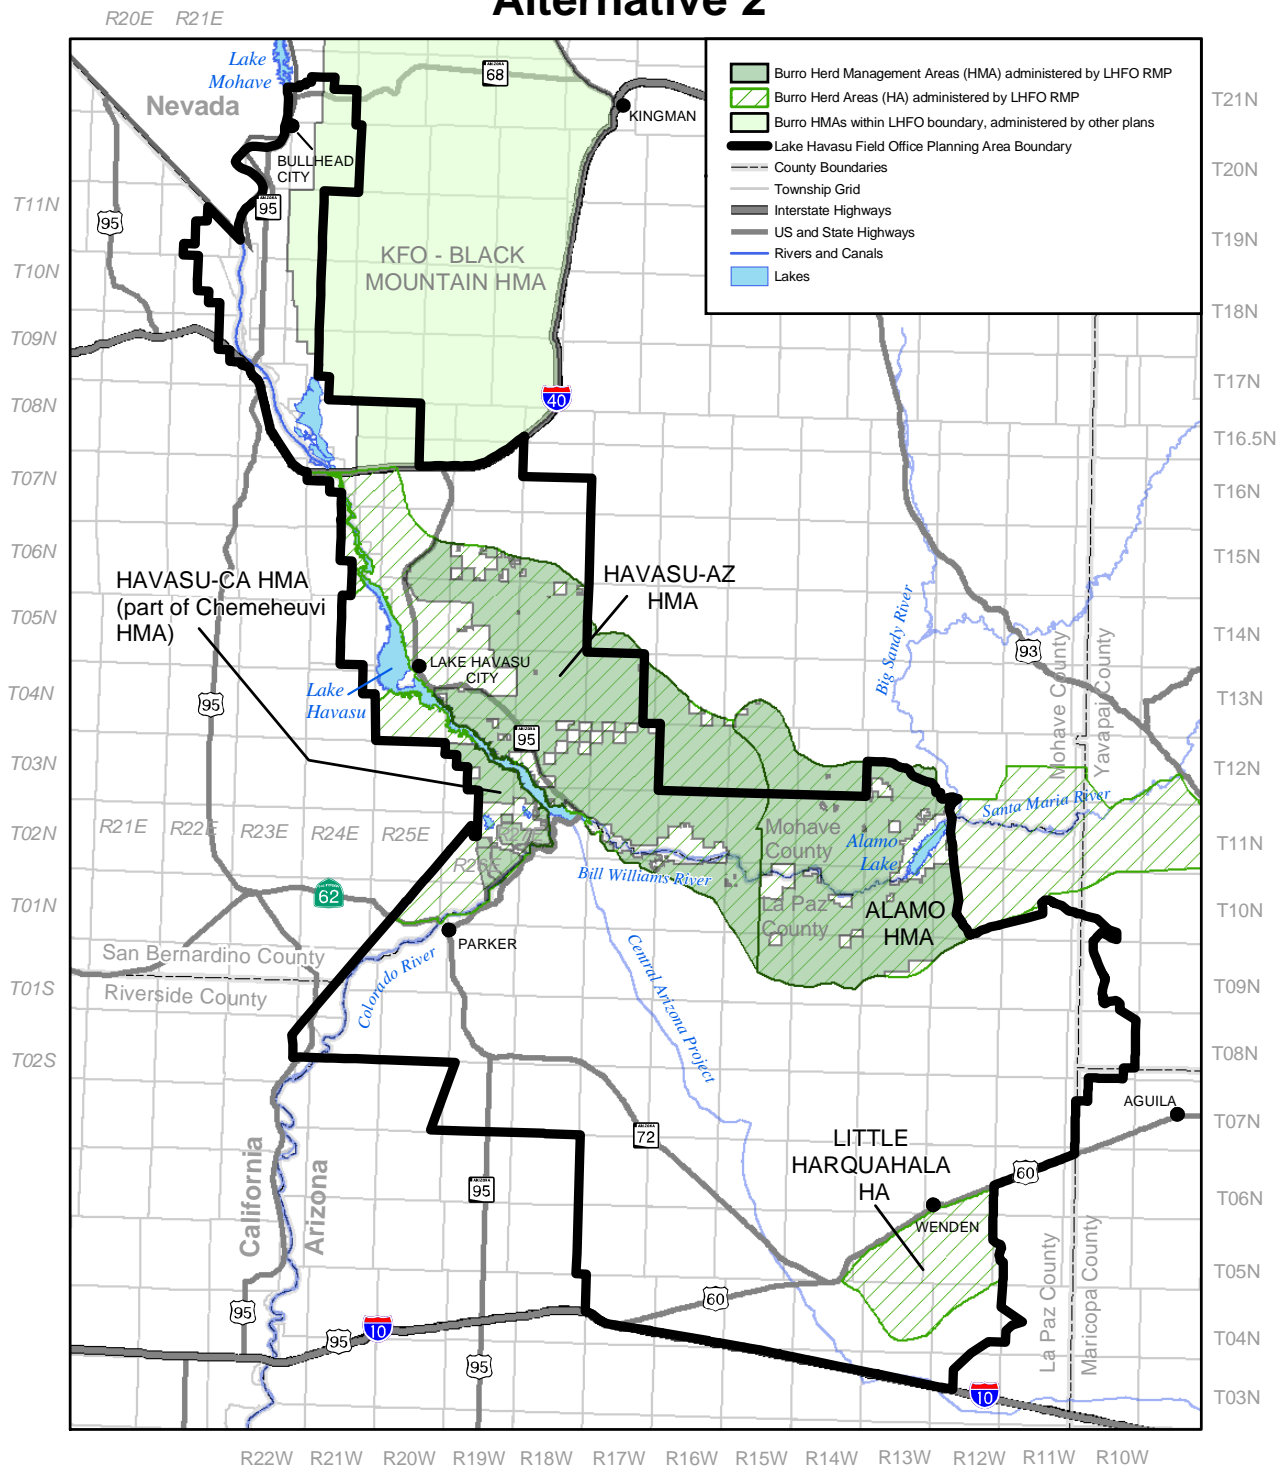 Alternative 2
R20E R21E
Lake
Mohave
Nevada
68
KINGMAN
BULLHEAD
CITY
95
95
KFO - BLACK
MOUNTAIN HMA
40
Burro Herd Management Areas (HMA) administered by LHFO RMP
Burro Herd Areas (HA) administered by LHFO RMP
Burro HMAs within LHFO boundary, administered by other plans
Lake Havasu Field Office Planning Area Boundary
County Boundaries
Township Grid
Interstate Highways
US and State Highways
Rivers and Canals
Lakes
T21N
T20N
T19N
T18N
T17N
T16.5N
T16N
T15N
T14N
T13N
T12N
T11N
T10N
T09N
T08N
T07N
T06N
T05N
T04N
T03N
T11N
T10N
T09N
T08N
T07N
T06N
T05N
T04N
T03N
T02N
T01N
T01S
T02S
HAVASU-CA HMA
(part of Chemeheuvi
HMA)
HAVASU-AZ
HMA
LAKE HAVASU
CITY
Lake
Havasu
95
95
Big Sandy River
93
Mohave County
Yavapai County
Santa Maria River
R21E R22E R23E R24E R25E
R26E
R27E
Mohave
County
Alamo
Lake
Bill Williams River
La Paz
County
ALAMO
HMA
62
PARKER
San Bernardino County
Riverside County
Colorado River
Central Arizona Project
AGUILA
72
LITTLE
HARQUAHALA
HA
60
WENDEN
California
Arizona
95
La Paz County
Maricopa County
60
95
95
10
95
10
R22W R21W R20W R19W R18W R17W R16W R15W R14W R13W R12W R11W R10W